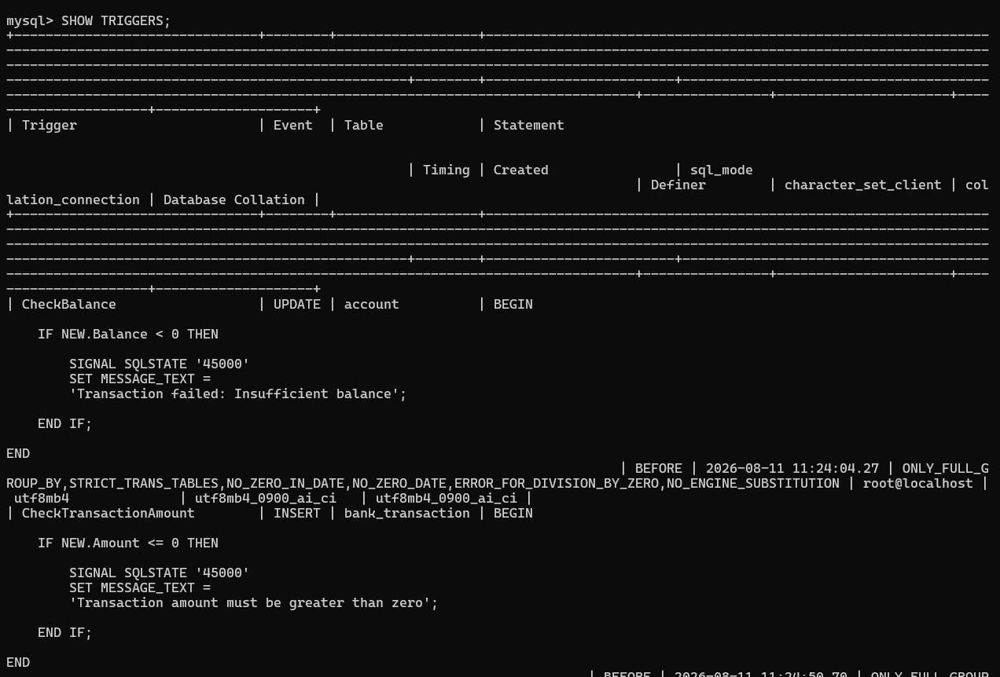 mysql> SHOW TRIGGERS;
| Trigger | Event | Table | Statement
| Timing | Created | sql_mode
| Definer | character_set_client | col
lation_connection | Database Collation |
| CheckBalance | UPDATE | account | BEGIN
IF NEW.Balance < 0 THEN
SIGNAL SQLSTATE '45000'
SET MESSAGE_TEXT =
'Transaction failed: Insufficient balance';
END IF;
END
| BEFORE | 2026-08-11 11:24:04.27 | ONLY_FULL_G
ROUP_BY,STRICT_TRANS_TABLES,NO_ZERO_IN_DATE,NO_ZERO_DATE,ERROR_FOR_DIVISION_BY_ZERO,NO_ENGINE_SUBSTITUTION | root@localhost |
utf8mb4 | utf8mb4_0900_ai_ci | utf8mb4_0900_ai_ci |
| CheckTransactionAmount | INSERT | bank_transaction | BEGIN
IF NEW.Amount <= 0 THEN
SIGNAL SQLSTATE '45000'
SET MESSAGE_TEXT =
'Transaction amount must be greater than zero';
END IF;
END
| BEFORE | 2026-08-11 11:24:50.70 | ONLY_FULL_GROUP